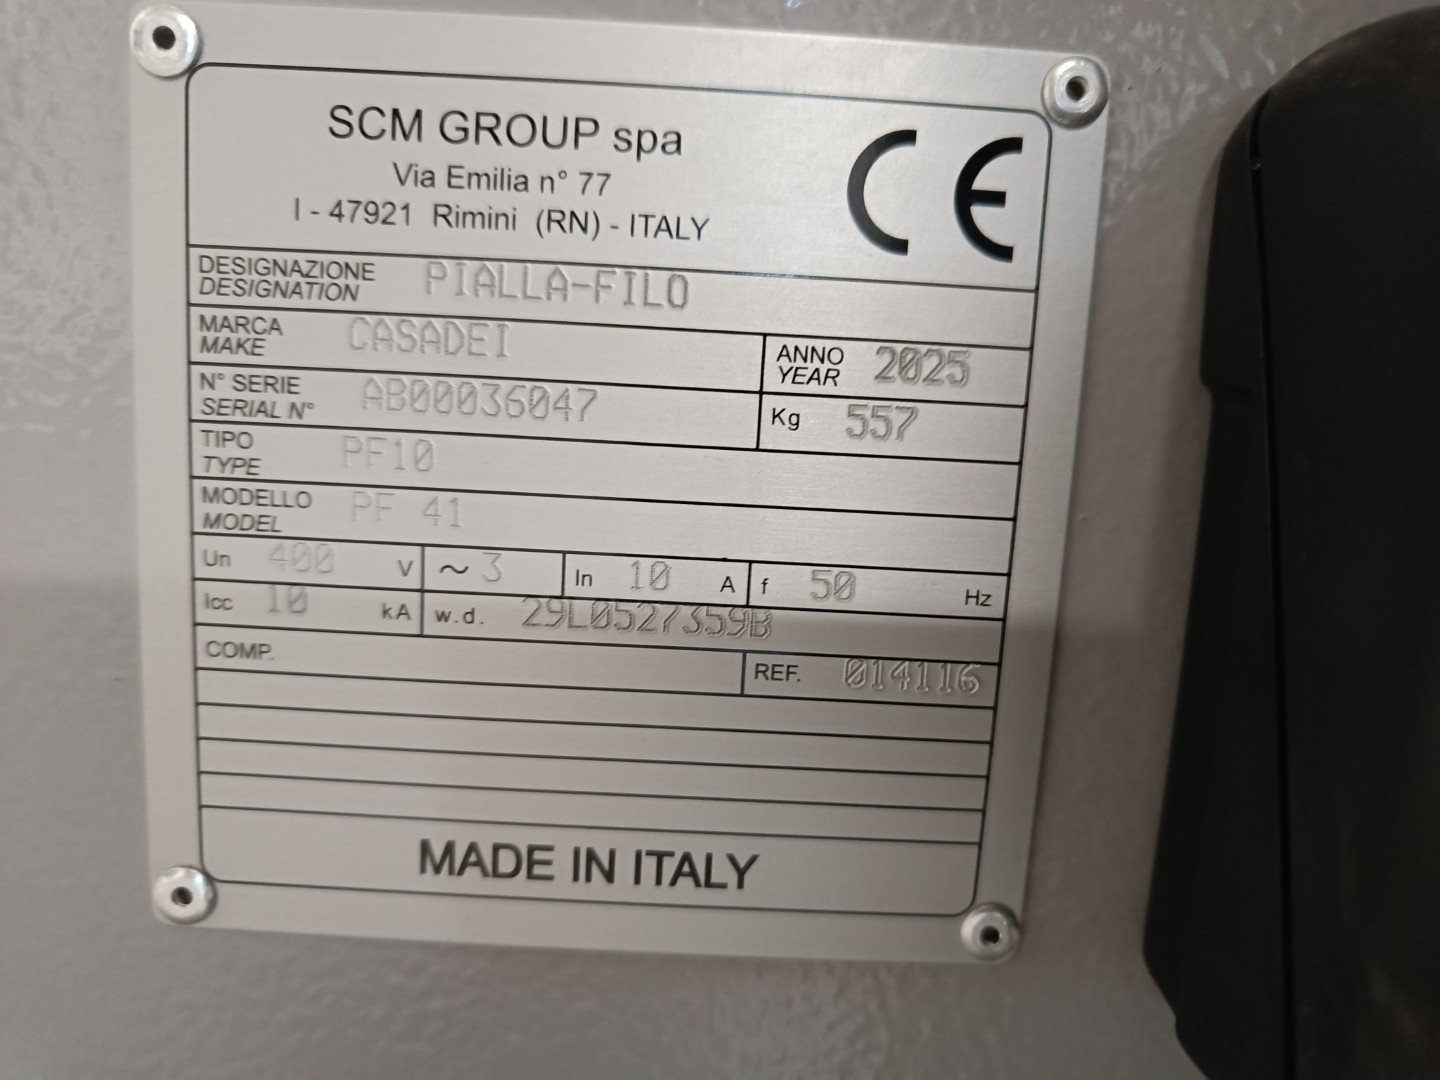 SCM GROUP spa
Via Emilia n° 77
I - 47921 Rimini (RN) - ITALY
CE
DESIGNAZIONE
DESIGNATION
PIALLA-FILO
MARCA
MAKE
CASADEI
ANNO
YEAR
2025
N° SERIE
SERIAL N°
AB00036047
Kg 557
TIPO
TYPE
PF10
MODELLO
MODEL
PF 41
Un 400 V ~ 3 In 10 A f 50 Hz
Icc 10 kA w.d. 29L0527359B
COMP. REF. 014116
MADE IN ITALY